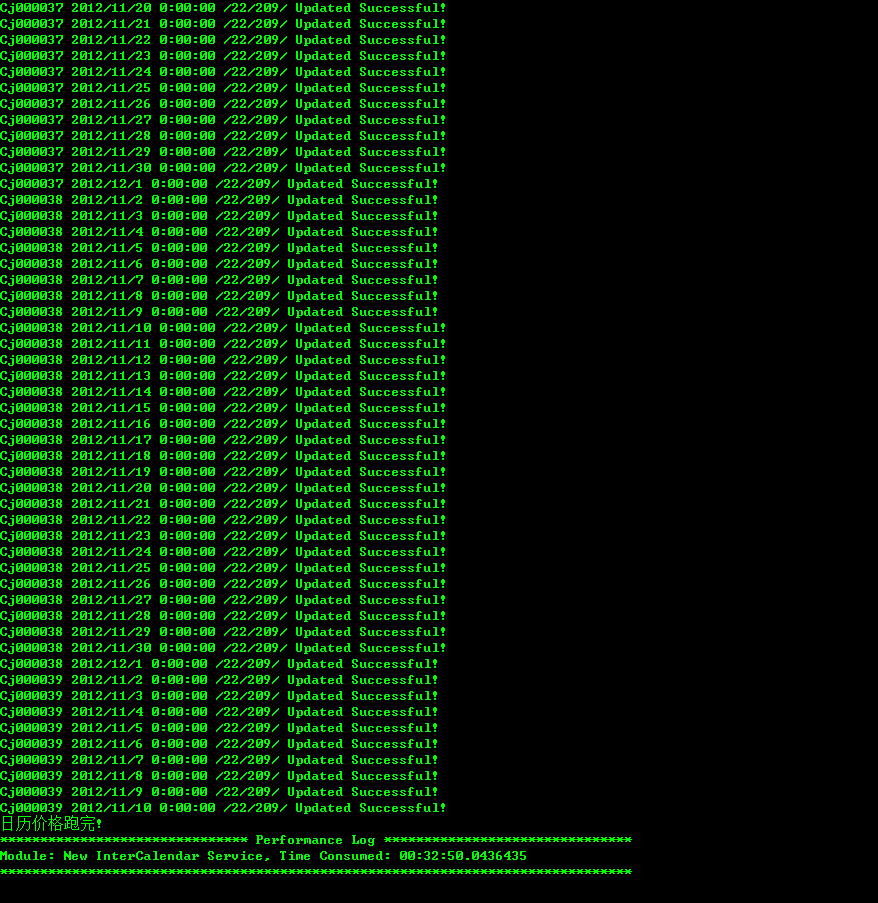 Cj000037 2012/11/20 0:00:00 /22/209/ Updated Successful!
Cj000037 2012/11/21 0:00:00 /22/209/ Updated Successful!
Cj000037 2012/11/22 0:00:00 /22/209/ Updated Successful!
Cj000037 2012/11/23 0:00:00 /22/209/ Updated Successful!
Cj000037 2012/11/24 0:00:00 /22/209/ Updated Successful!
Cj000037 2012/11/25 0:00:00 /22/209/ Updated Successful!
Cj000037 2012/11/26 0:00:00 /22/209/ Updated Successful!
Cj000037 2012/11/27 0:00:00 /22/209/ Updated Successful!
Cj000037 2012/11/28 0:00:00 /22/209/ Updated Successful!
Cj000037 2012/11/29 0:00:00 /22/209/ Updated Successful!
Cj000037 2012/11/30 0:00:00 /22/209/ Updated Successful!
Cj000037 2012/12/1 0:00:00 /22/209/ Updated Successful!
Cj000038 2012/11/2 0:00:00 /22/209/ Updated Successful!
Cj000038 2012/11/3 0:00:00 /22/209/ Updated Successful!
Cj000038 2012/11/4 0:00:00 /22/209/ Updated Successful!
Cj000038 2012/11/5 0:00:00 /22/209/ Updated Successful!
Cj000038 2012/11/6 0:00:00 /22/209/ Updated Successful!
Cj000038 2012/11/7 0:00:00 /22/209/ Updated Successful!
Cj000038 2012/11/8 0:00:00 /22/209/ Updated Successful!
Cj000038 2012/11/9 0:00:00 /22/209/ Updated Successful!
Cj000038 2012/11/10 0:00:00 /22/209/ Updated Successful!
Cj000038 2012/11/11 0:00:00 /22/209/ Updated Successful!
Cj000038 2012/11/12 0:00:00 /22/209/ Updated Successful!
Cj000038 2012/11/13 0:00:00 /22/209/ Updated Successful!
Cj000038 2012/11/14 0:00:00 /22/209/ Updated Successful!
Cj000038 2012/11/15 0:00:00 /22/209/ Updated Successful!
Cj000038 2012/11/16 0:00:00 /22/209/ Updated Successful!
Cj000038 2012/11/17 0:00:00 /22/209/ Updated Successful!
Cj000038 2012/11/18 0:00:00 /22/209/ Updated Successful!
Cj000038 2012/11/19 0:00:00 /22/209/ Updated Successful!
Cj000038 2012/11/20 0:00:00 /22/209/ Updated Successful!
Cj000038 2012/11/21 0:00:00 /22/209/ Updated Successful!
Cj000038 2012/11/22 0:00:00 /22/209/ Updated Successful!
Cj000038 2012/11/23 0:00:00 /22/209/ Updated Successful!
Cj000038 2012/11/24 0:00:00 /22/209/ Updated Successful!
Cj000038 2012/11/25 0:00:00 /22/209/ Updated Successful!
Cj000038 2012/11/26 0:00:00 /22/209/ Updated Successful!
Cj000038 2012/11/27 0:00:00 /22/209/ Updated Successful!
Cj000038 2012/11/28 0:00:00 /22/209/ Updated Successful!
Cj000038 2012/11/29 0:00:00 /22/209/ Updated Successful!
Cj000038 2012/11/30 0:00:00 /22/209/ Updated Successful!
Cj000038 2012/12/1 0:00:00 /22/209/ Updated Successful!
Cj000039 2012/11/2 0:00:00 /22/209/ Updated Successful!
Cj000039 2012/11/3 0:00:00 /22/209/ Updated Successful!
Cj000039 2012/11/4 0:00:00 /22/209/ Updated Successful!
Cj000039 2012/11/5 0:00:00 /22/209/ Updated Successful!
Cj000039 2012/11/6 0:00:00 /22/209/ Updated Successful!
Cj000039 2012/11/7 0:00:00 /22/209/ Updated Successful!
Cj000039 2012/11/8 0:00:00 /22/209/ Updated Successful!
Cj000039 2012/11/9 0:00:00 /22/209/ Updated Successful!
Cj000039 2012/11/10 0:00:00 /22/209/ Updated Successful!
日历价格跑完!
******************************* Performance Log *******************************
Module: New InterCalendar Service, Time Consumed: 00:32:50.0436435
*******************************************************************************